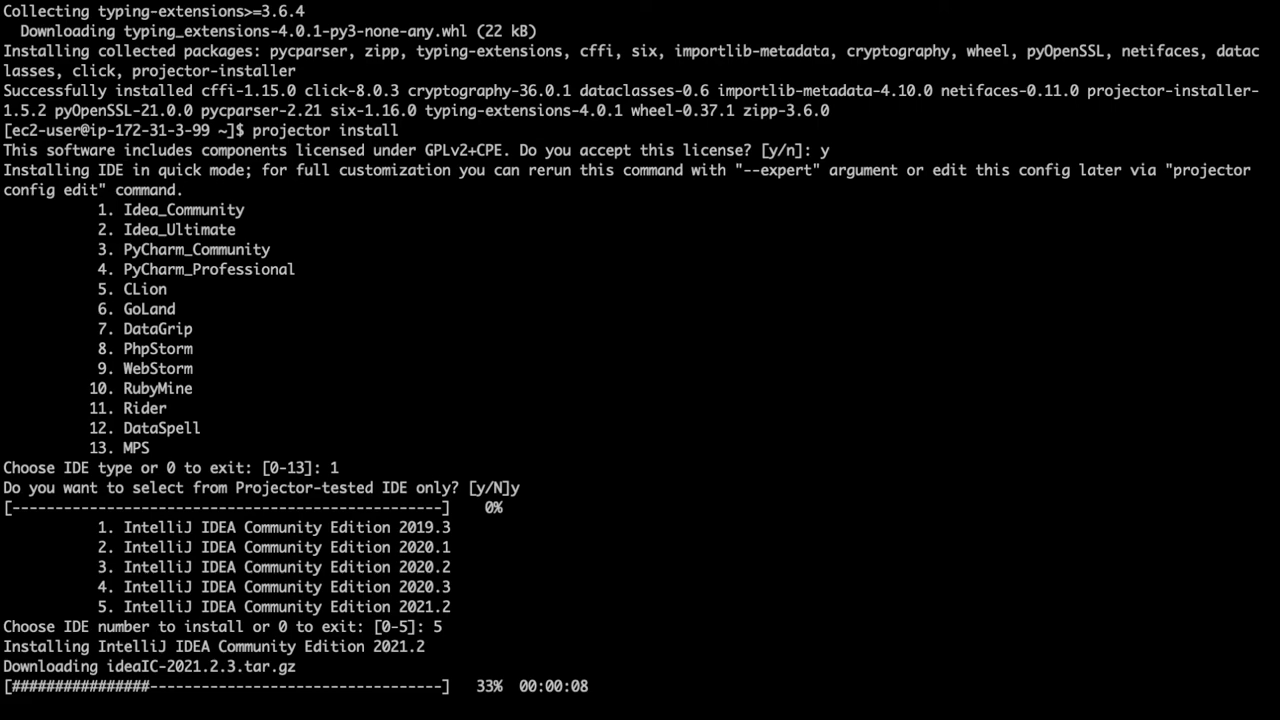 Collecting typing-extensions>=3.6.4
  Downloading typing_extensions-4.0.1-py3-none-any.whl (22 kB)
Installing collected packages: pycparser, zipp, typing-extensions, cffi, six, importlib-metadata, cryptography, wheel, pyOpenSSL, netifaces, datac
lasses, click, projector-installer
Successfully installed cffi-1.15.0 click-8.0.3 cryptography-36.0.1 dataclasses-0.6 importlib-metadata-4.10.0 netifaces-0.11.0 projector-installer-
1.5.2 pyOpenSSL-21.0.0 pycparser-2.21 six-1.16.0 typing-extensions-4.0.1 wheel-0.37.1 zipp-3.6.0
[ec2-user@ip-172-31-3-99 ~]$ projector install
This software includes components licensed under GPLv2+CPE. Do you accept this license? [y/n]: y
Installing IDE in quick mode; for full customization you can rerun this command with "--expert" argument or edit this config later via "projector
config edit" command.
          1. Idea_Community
          2. Idea_Ultimate
          3. PyCharm_Community
          4. PyCharm_Professional
          5. CLion
          6. GoLand
          7. DataGrip
          8. PhpStorm
          9. WebStorm
         10. RubyMine
         11. Rider
         12. DataSpell
         13. MPS
Choose IDE type or 0 to exit: [0-13]: 1
Do you want to select from Projector-tested IDE only? [y/N]y
[--------------------------------------------------]    0%
          1. IntelliJ IDEA Community Edition 2019.3
          2. IntelliJ IDEA Community Edition 2020.1
          3. IntelliJ IDEA Community Edition 2020.2
          4. IntelliJ IDEA Community Edition 2020.3
          5. IntelliJ IDEA Community Edition 2021.2
Choose IDE number to install or 0 to exit: [0-5]: 5
Installing IntelliJ IDEA Community Edition 2021.2
Downloading ideaIC-2021.2.3.tar.gz
[################----------------------------------]   33%  00:00:08